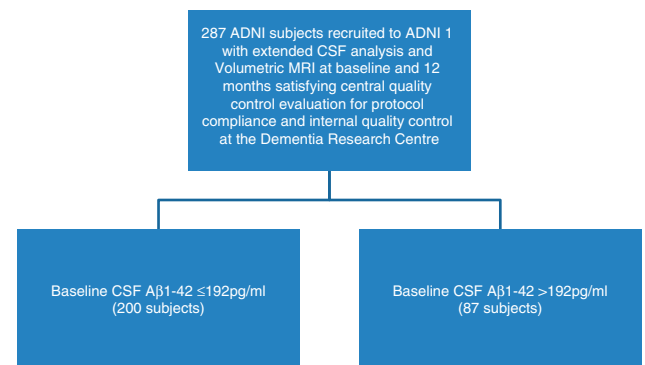 287 ADNI subjects recruited to ADNI 1
with extended CSF analysis and
Volumetric MRI at baseline and 12
months satisfying central quality
control evaluation for protocol
compliance and internal quality control
at the Dementia Research Centre
Baseline CSF Aβ1-42 ≤192pg/ml
(200 subjects)
Baseline CSF Aβ1-42 >192pg/ml
(87 subjects)